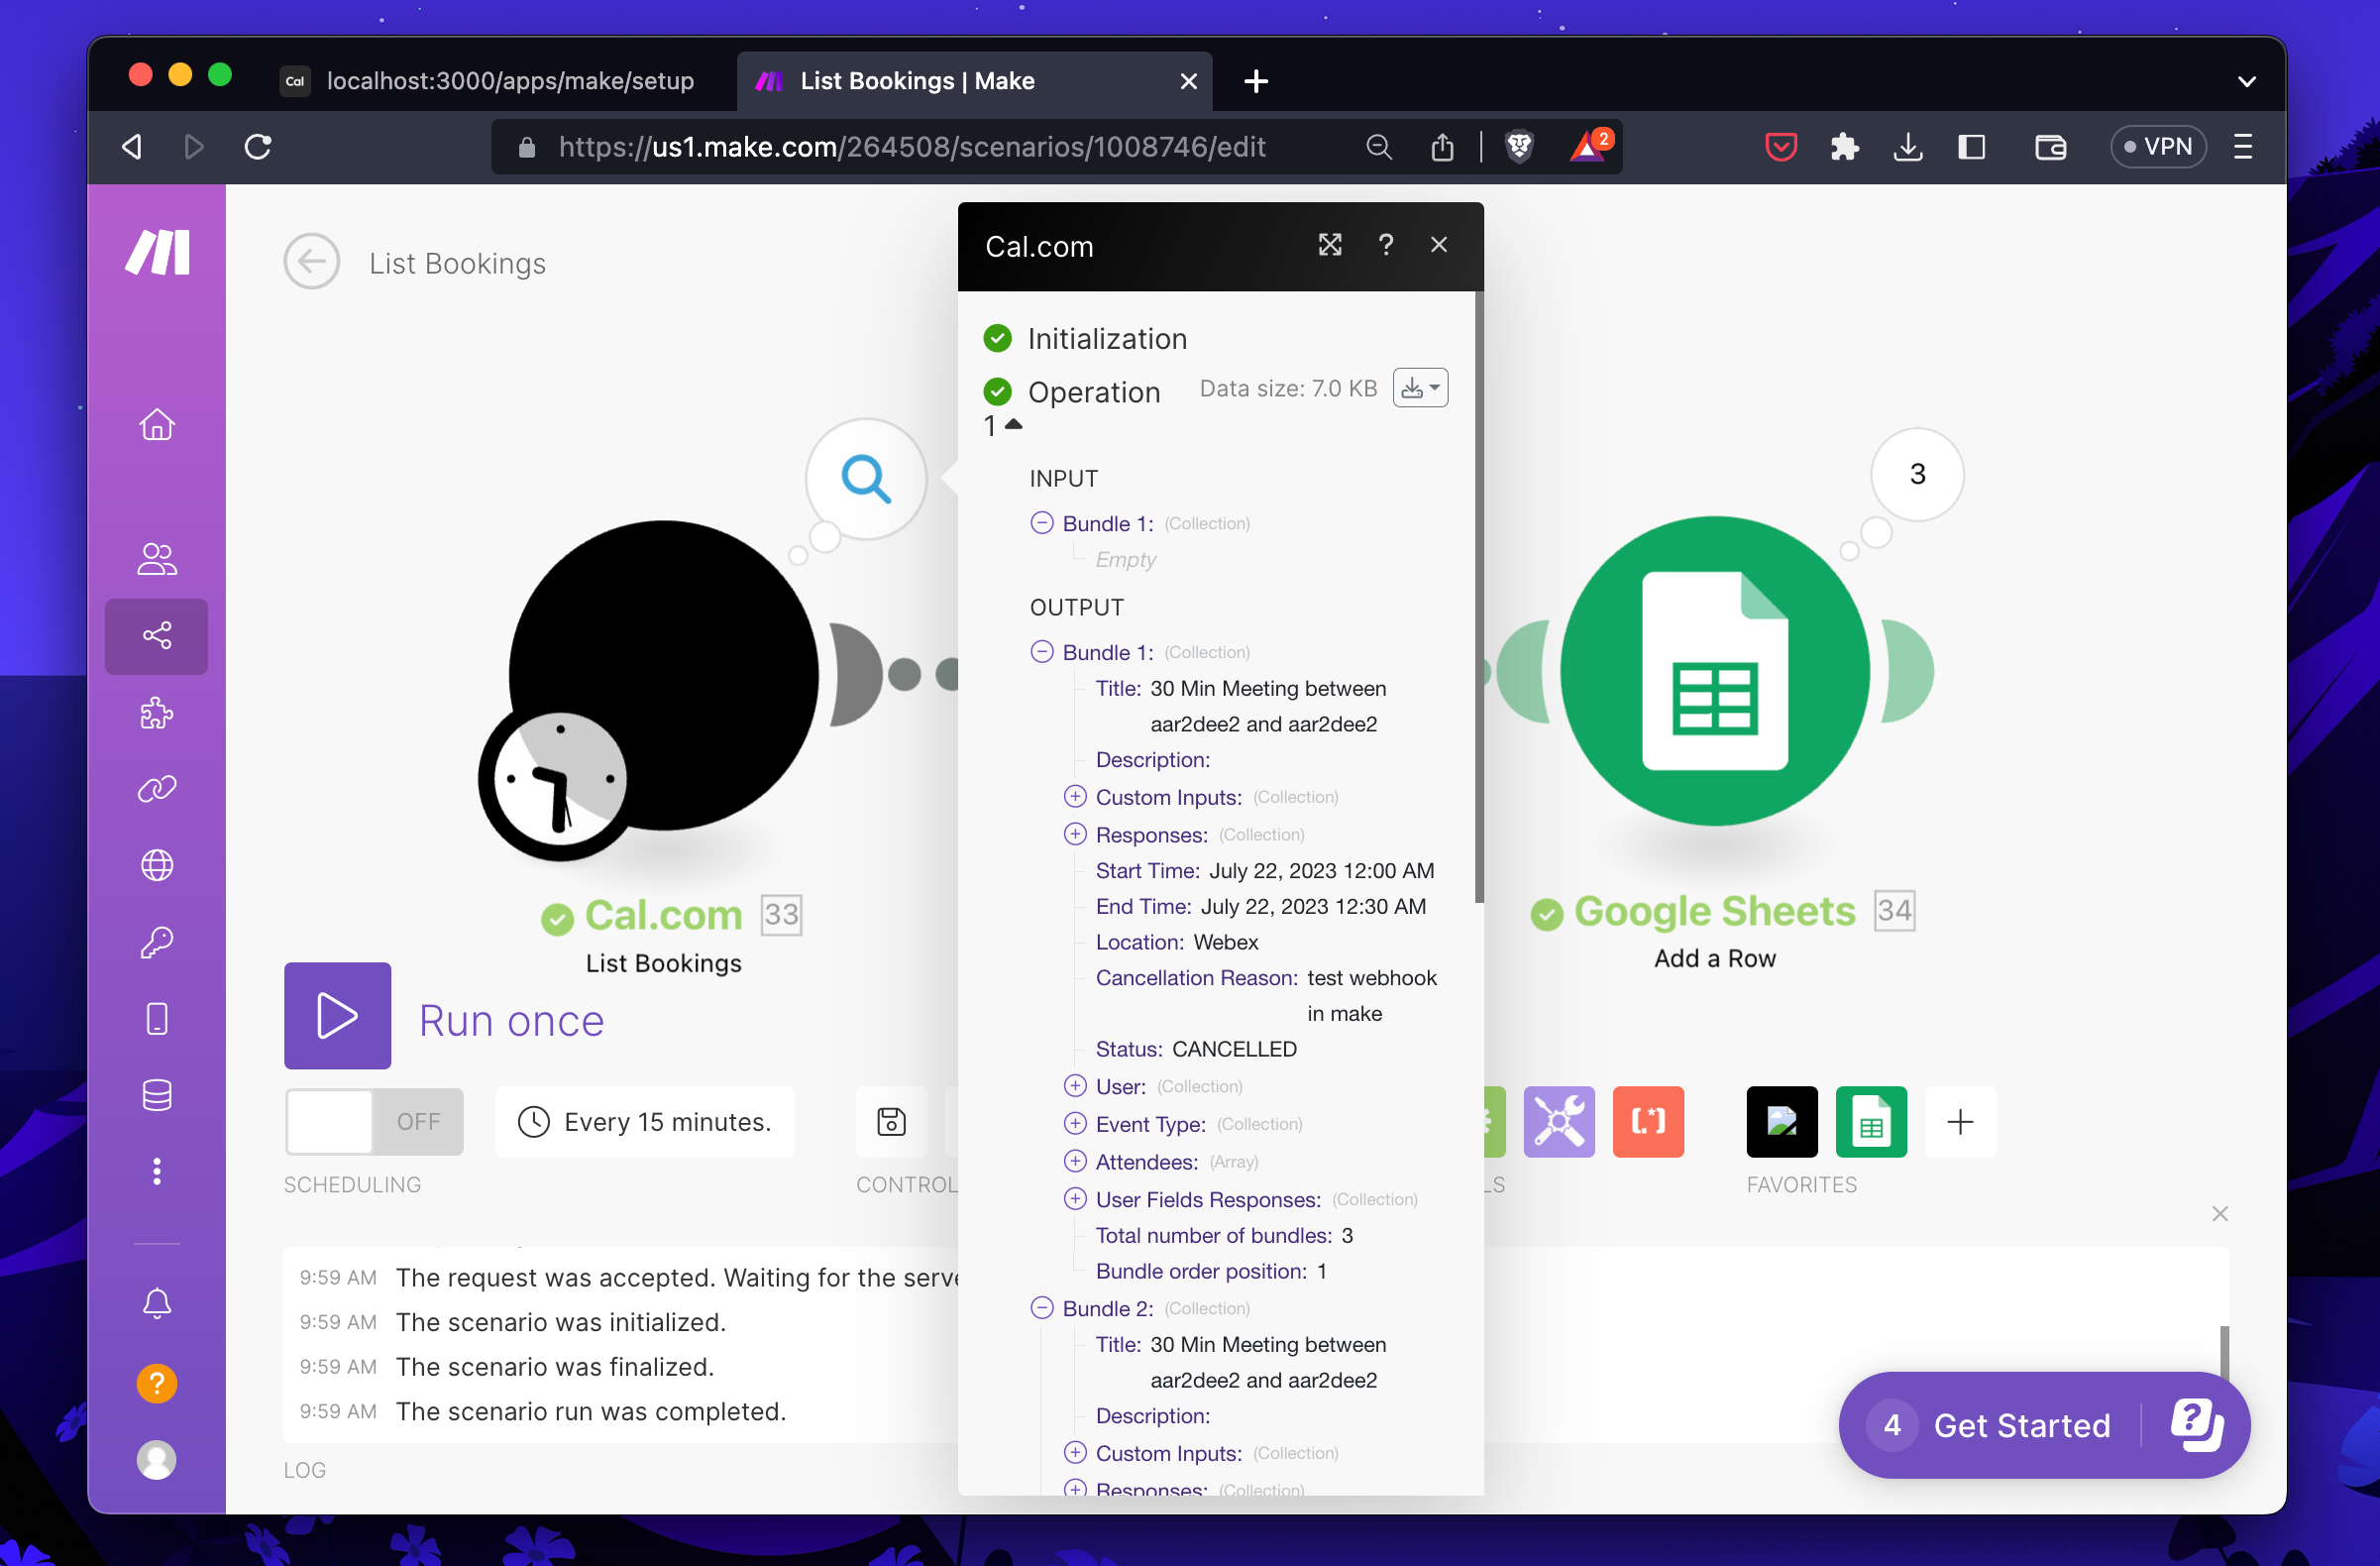 Cal localhost:3000/apps/make/setup
List Bookings | Make
https://us1.make.com/264508/scenarios/1008746/edit
2
VPN
List Bookings
Cal.com
?
Initialization
Operation Data size: 7.0 KB
1
INPUT
Bundle 1: (Collection)
Empty
OUTPUT
Bundle 1: (Collection)
Title: 30 Min Meeting between
aar2dee2 and aar2dee2
Description:
Custom Inputs: (Collection)
Responses: (Collection)
Start Time: July 22, 2023 12:00 AM
End Time: July 22, 2023 12:30 AM
Location: Webex
Cancellation Reason: test webhook
in make
Status: CANCELLED
User: (Collection)
Event Type: (Collection)
Attendees: (Array)
User Fields Responses: (Collection)
Total number of bundles: 3
Bundle order position: 1
Bundle 2: (Collection)
Title: 30 Min Meeting between
aar2dee2 and aar2dee2
Description:
Custom Inputs: (Collection)
Responses: (Collection)
3
Cal.com 33
List Bookings
Google Sheets 34
Add a Row
Run once
OFF
Every 15 minutes.
[.*]
SCHEDULING
CONTROL
LS
FAVORITES
9:59 AM The request was accepted. Waiting for the serve
9:59 AM The scenario was initialized.
9:59 AM The scenario was finalized.
9:59 AM The scenario run was completed.
LOG
?
4 Get Started ?